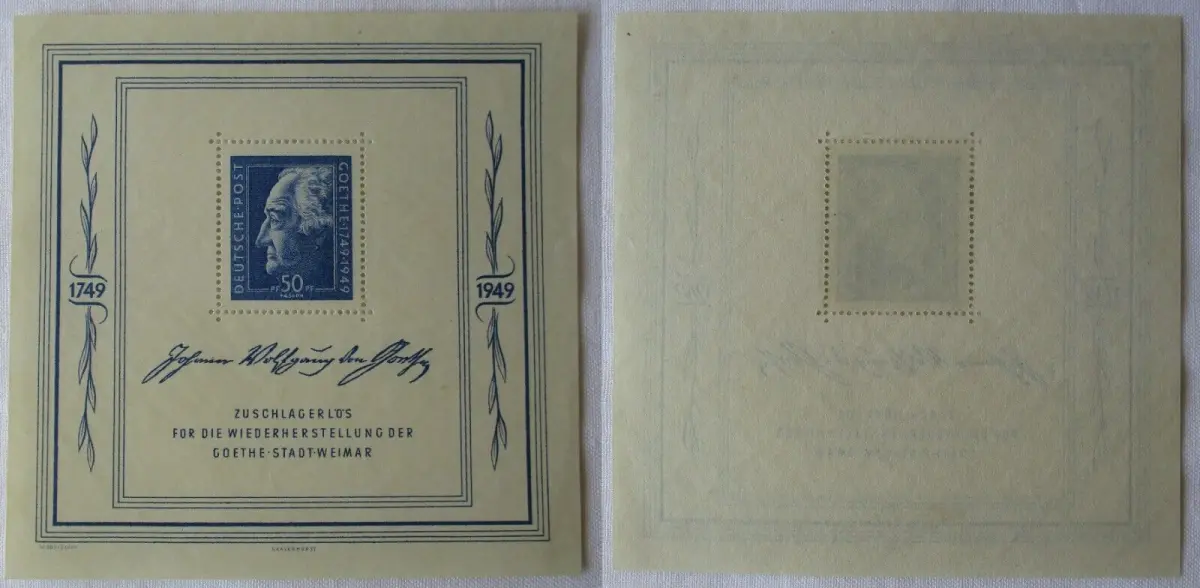 DEUTSCHE·POST
GOETHE·1749·1949
PF 50 PF
1749
1949
Johann Wolfgang von Goethe
ZUSCHLAGERLÖS
FÜR DIE WIEDERHERSTELLUNG DER
GOETHE·STADT·WEIMAR